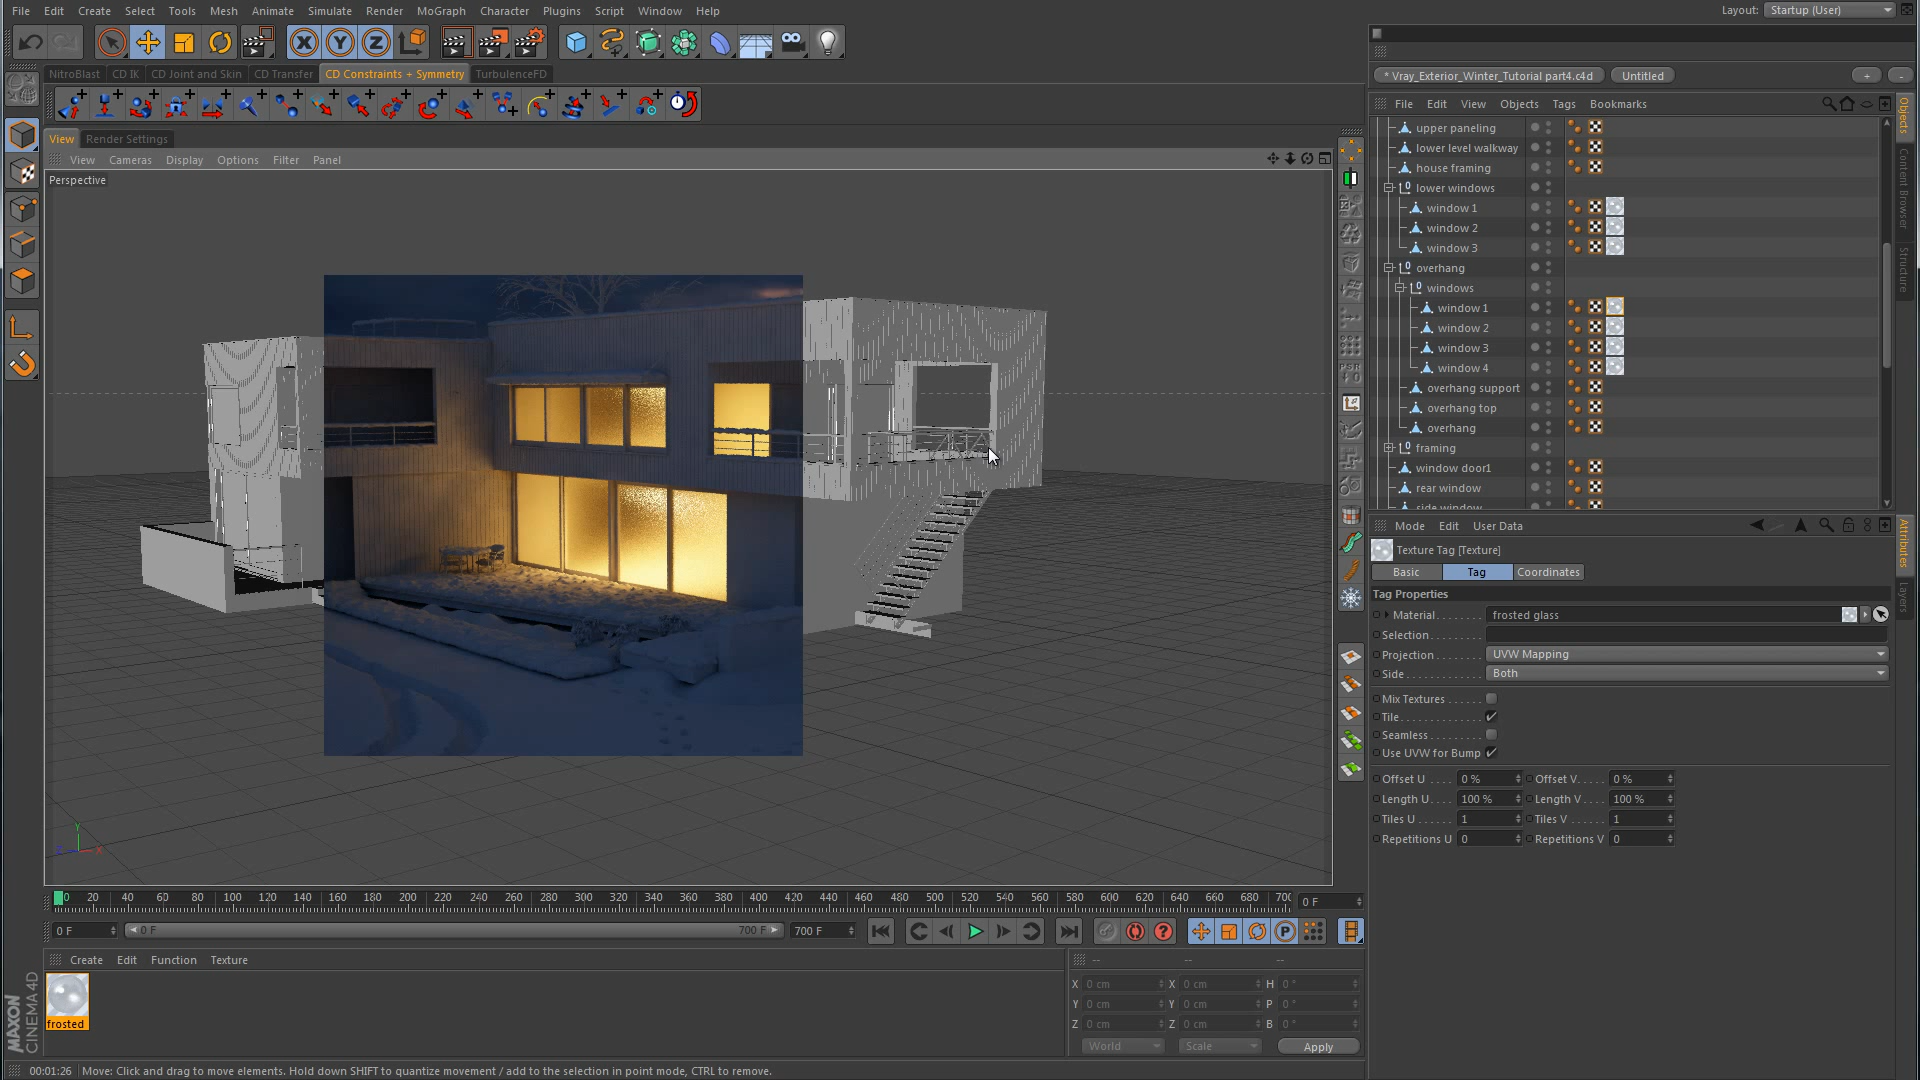 File Edit Create Select Tools Mesh Animate Simulate Render MoGraph Character Plugins Script Window Help
Layout: Startup (User)
NitroBlast CD IK CD Joint and Skin CD Transfer CD Constraints + Symmetry TurbulenceFD
* Vray_Exterior_Winter_Tutorial part4.c4d Untitled + -
File Edit View Objects Tags Bookmarks
View Render Settings
View Cameras Display Options Filter Panel
Perspective
upper paneling
lower level walkway
house framing
lower windows
window 1
window 2
window 3
overhang
windows
window 1
window 2
window 3
window 4
overhang support
overhang top
overhang
framing
window door1
rear window
side window
Objects
Content Browser
Structure
Attributes
Layers
Mode Edit User Data
Texture Tag [Texture]
Basic Tag Coordinates
Tag Properties
Material frosted glass
Selection
Projection UVW Mapping
Side Both
Mix Textures
Tile
Seamless
Use UVW for Bump
Offset U 0 % Offset V 0 %
Length U 100 % Length V 100 %
Tiles U 1 Tiles V 1
Repetitions U 0 Repetitions V 0
PSR
Y
Z X
0 20 40 60 80 100 120 140 160 180 200 220 240 260 280 300 320 340 360 380 400 420 440 460 480 500 520 540 560 580 600 620 640 660 680 700
0 F
0 F 0 F 700 F 700 F
Create Edit Function Texture
frosted
-- -- --
X 0 cm X 0 cm H 0 °
Y 0 cm Y 0 cm P 0 °
Z 0 cm Z 0 cm B 0 °
World Scale Apply
MAXON
CINEMA 4D
00:01:26 Move: Click and drag to move elements. Hold down SHIFT to quantize movement / add to the selection in point mode, CTRL to remove.